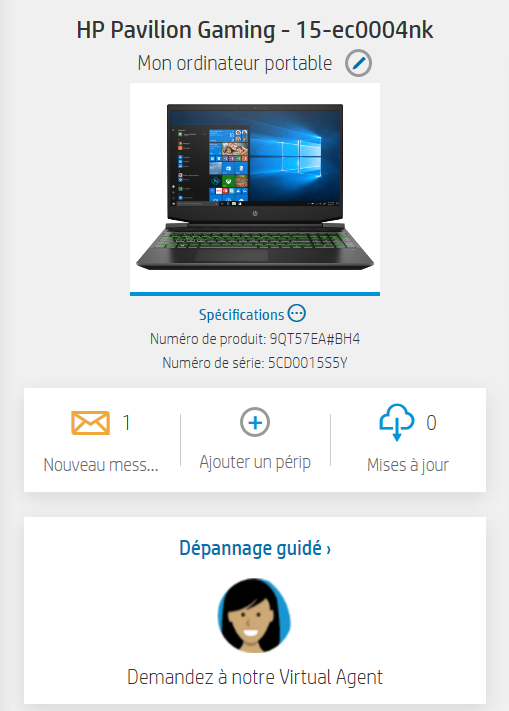 HP Pavilion Gaming - 15-ec0004nk
Mon ordinateur portable
Spécifications
Numéro de produit: 9QT57EA#BH4
Numéro de série: 5CD0015S5Y
1
Nouveau mess...
Ajouter un périp
0
Mises à jour
Dépannage guidé ›
Demandez à notre Virtual Agent